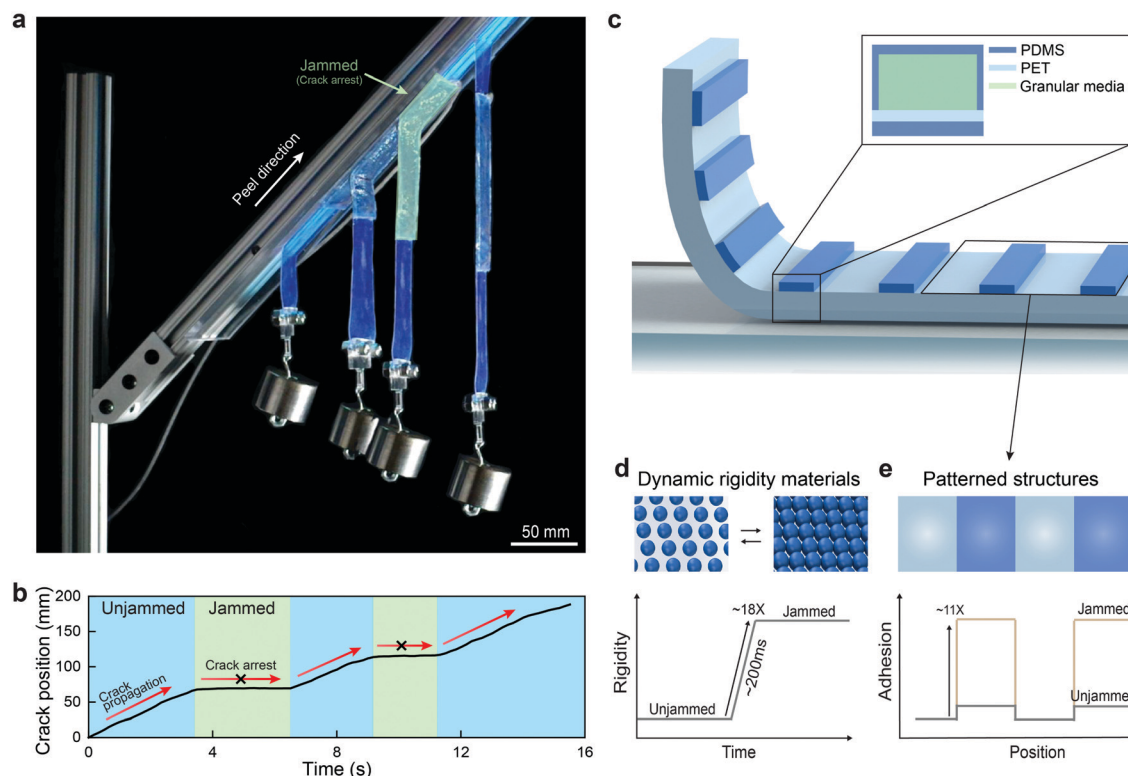 a
Jammed
(Crack arrest)
Peel direction
50 mm
b
Crack position (mm)
200
150
100
50
0
Unjammed
Jammed
Crack propagation
Crack arrest
0
4
8
12
16
Time (s)
c
PDMS
PET
Granular media
d
Dynamic rigidity materials
Rigidity
Unjammed
~18X
~200ms
Jammed
Time
e
Patterned structures
Adhesion
~11X
Jammed
Unjammed
Position